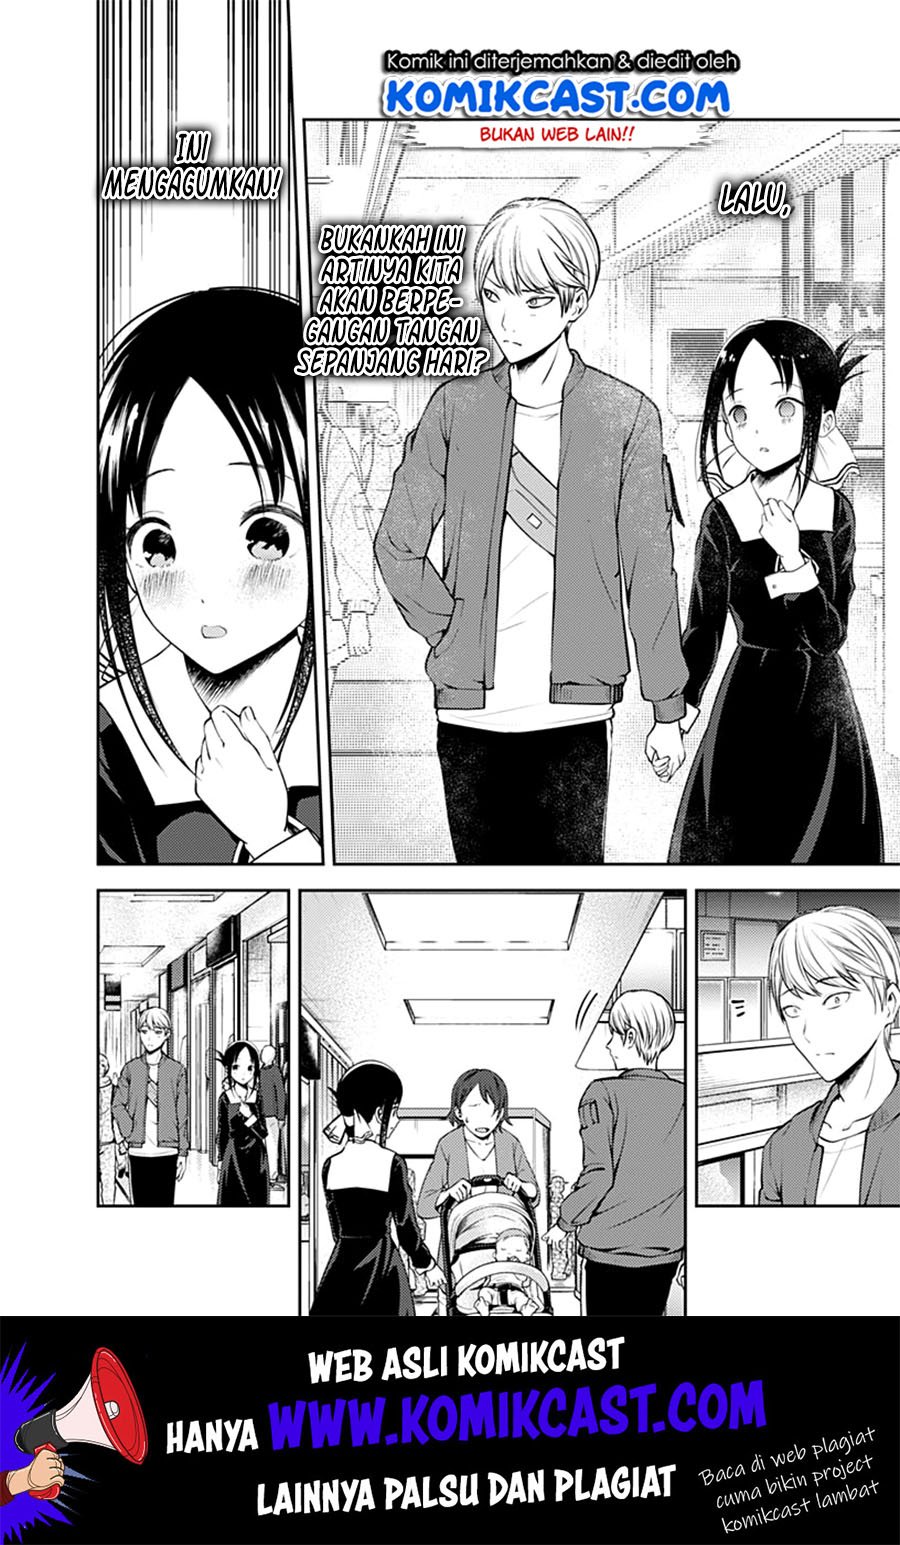 Komik ini diterjemahkan & diedit oleh
KOMIKCAST.COM
BUKAN WEB LAIN!!
LALU,
BUKANKAH INI
ARTINYA KITA
AKAN BERPE-
GANGAN TANGAN
SEPANJANG HARI?
INI
MENGAGUMKAN!
WEB ASLI KOMIKCAST
HANYA WWW.KOMIKCAST.COM
LAINNYA PALSU DAN PLAGIAT
Baca di web plagiat
cuma bikin project
komikcast lambat